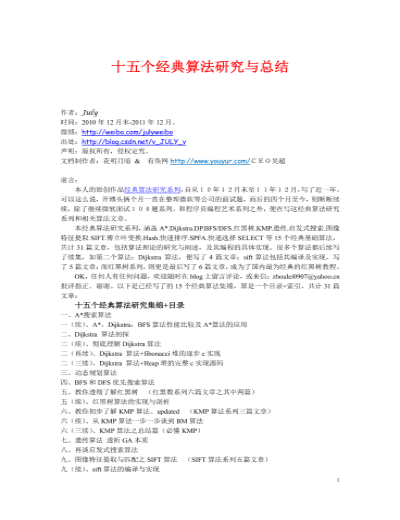 十五个经典算法研究与总结
作者：July
时间：2010年12月末-2011年12月。
微博：http://weibo.com/julyweibo
出处：http://blog.csdn.net/v_JULY_v
声明：版权所有，侵权必究。
文档制作者：花明月暗 & 有鱼网 http://www.youyur.com/ＣＥＯ吴超
前言：
本人的原创作品经典算法研究系列，自从１０年１２月末至１１年１２月，写了近一年。
可以这么说，开博头俩个月一直在整理微软等公司的面试题，而后的四个月至今，则断断续
续，除了继续微软面试１００题系列，和程序员编程艺术系列之外，便在写这经典算法研究
系列和相关算法文章。
本经典算法研究系列，涵盖 A*.Dijkstra.DP.BFS/DFS.红黑树.KMP.遗传.启发式搜索.图像
特征提取 SIFT.傅立叶变换.Hash.快速排序.SPFA.快速选择 SELECT 等 15 个经典基础算法，
共计 31 篇文章，包括算法理论的研究与阐述，及其编程的具体实现。很多个算法都后续写
了续集，如第二个算法：Dijkstra 算法，便写了 4 篇文章；sift 算法包括其编译及实现，写
了 5 篇文章；而红黑树系列，则更是最后写了 6 篇文章，成为了国内最为经典的红黑树教程。
OK，任何人有任何问题，欢迎随时在 blog 上留言评论，或来信：zhoulei0907@yahoo.cn
批评指正。谢谢。以下是已经写了的 15 个经典算法集锦，算是一个目录+索引，共计 31 篇
文章：
十五个经典算法研究集锦+目录
一、A*搜索算法
一（续）、A*，Dijkstra，BFS 算法性能比较及 A*算法的应用
二、Dijkstra 算法初探
二（续）、彻底理解 Dijkstra 算法
二（再续）、Dijkstra 算法+fibonacci 堆的逐步 c 实现
二（三续）、Dijkstra 算法+Heap 堆的完整 c 实现源码
三、动态规划算法
四、BFS 和 DFS 优先搜索算法
五、教你透彻了解红黑树 （红黑数系列六篇文章之其中两篇）
五（续）、红黑树算法的实现与剖析
六、教你初步了解 KMP 算法、updated （KMP 算法系列三篇文章）
六（续）、从 KMP 算法一步一步谈到 BM 算法
六（三续）、KMP 算法之总结篇（必懂 KMP）
七、遗传算法 透析 GA 本质
八、再谈启发式搜索算法
九、图像特征提取与匹配之 SIFT 算法 （SIFT 算法系列五篇文章）
九（续）、sift 算法的编译与实现
1